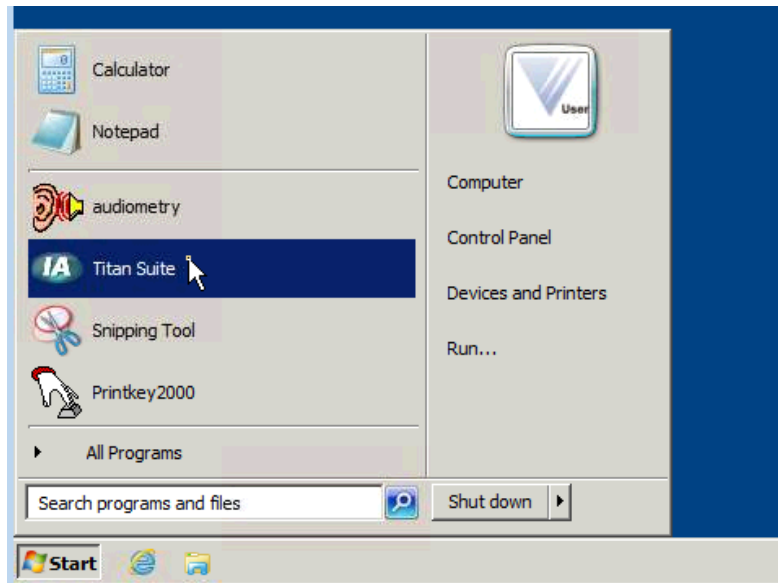 Calculator
Notepad
audiometry
IA Titan Suite
Snipping Tool
Printkey2000
All Programs
Search programs and files
User
Computer
Control Panel
Devices and Printers
Run...
Shut down
Start